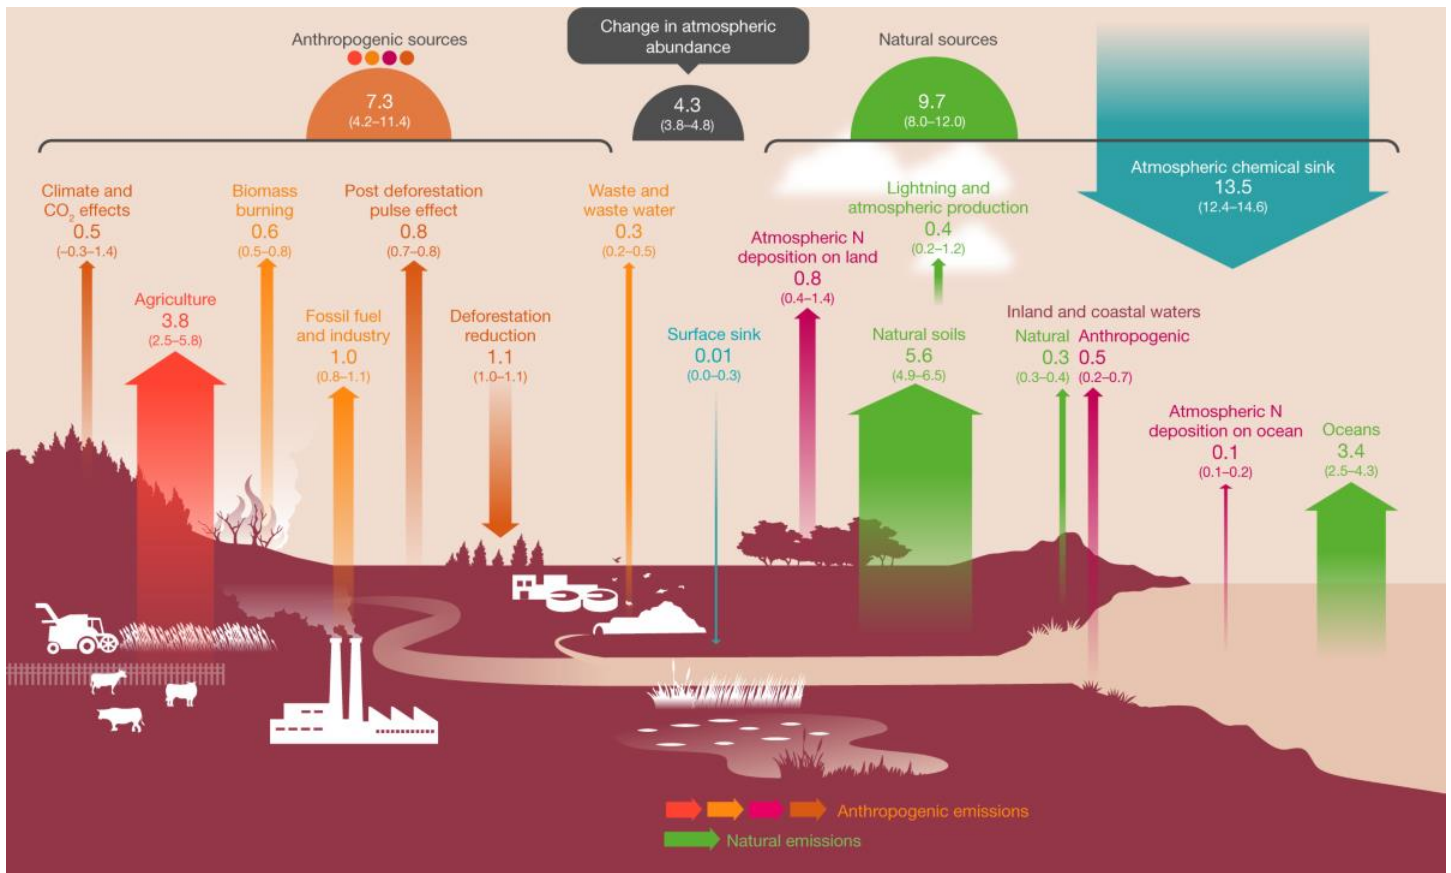 Anthropogenic sources
7.3
(4.2–11.4)
Change in atmospheric
abundance
4.3
(3.8–4.8)
Natural sources
9.7
(8.0–12.0)
Atmospheric chemical sink
13.5
(12.4–14.6)
Climate and
CO₂ effects
0.5
(−0.3–1.4)
Agriculture
3.8
(2.5–5.8)
Biomass
burning
0.6
(0.5–0.8)
Fossil fuel
and industry
1.0
(0.8–1.1)
Post deforestation
pulse effect
0.8
(0.7–0.8)
Deforestation
reduction
1.1
(1.0–1.1)
Waste and
waste water
0.3
(0.2–0.5)
Surface sink
0.01
(0.0–0.3)
Atmospheric N
deposition on land
0.8
(0.4–1.4)
Lightning and
atmospheric production
0.4
(0.2–1.2)
Natural soils
5.6
(4.9–6.5)
Inland and coastal waters
Natural
0.3
(0.3–0.4)
Anthropogenic
0.5
(0.2–0.7)
Atmospheric N
deposition on ocean
0.1
(0.1–0.2)
Oceans
3.4
(2.5–4.3)
Anthropogenic emissions
Natural emissions